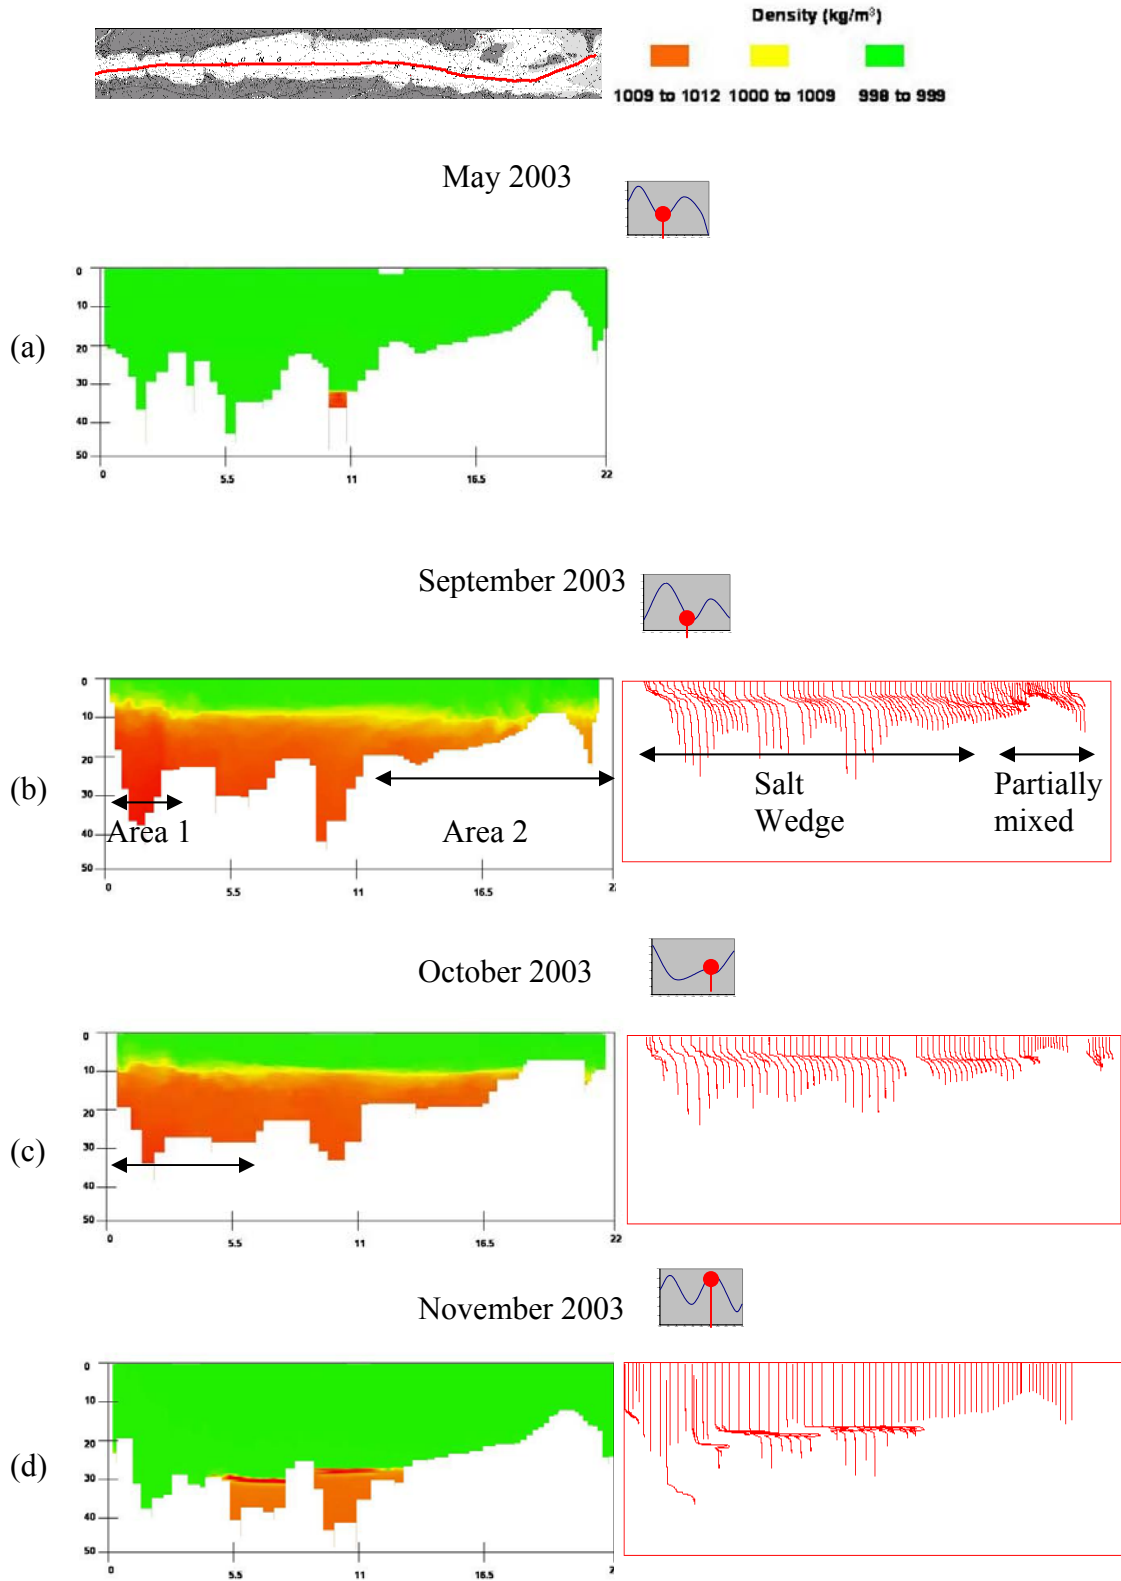 Density (kg/m³)
1009 to 1012 1000 to 1009 998 to 999
May 2003
(a)
0
10
20
30
40
50
0 5.5 11 16.5 22
September 2003
(b)
0
10
20
30
40
50
Area 1 Area 2
0 5.5 11 16.5 2
Salt
Wedge
Partially
mixed
October 2003
(c)
0
10
20
30
40
50
0 5.5 11 16.5 22
November 2003
(d)
0
10
20
30
40
50
0 5.5 11 16.5 2